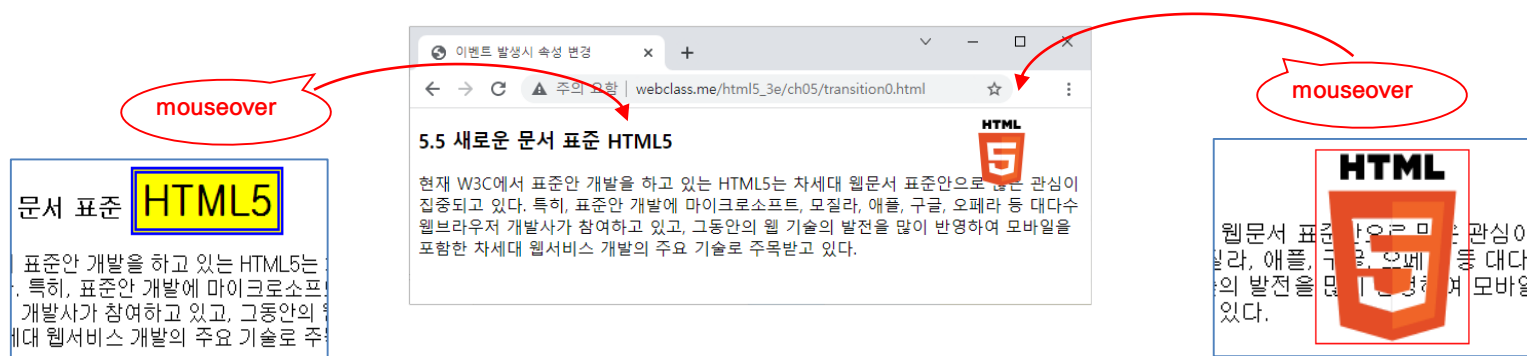 mouseover
mouseover
이벤트 발생시 속성 변경
주의 요함 webclass.me/html5_3e/ch05/transition0.html
5.5 새로운 문서 표준 HTML5
HTML
5
현재 W3C에서 표준안 개발을 하고 있는 HTML5는 차세대 웹문서 표준안으로 많은 관심이
집중되고 있다. 특히, 표준안 개발에 마이크로소프트, 모질라, 애플, 구글, 오페라 등 대다수
웹브라우저 개발사가 참여하고 있고, 그동안의 웹 기술의 발전을 많이 반영하여 모바일을
포함한 차세대 웹서비스 개발의 주요 기술로 주목받고 있다.
문서 표준 HTML5
표준안 개발을 하고 있는 HTML5는
특히, 표준안 개발에 마이크로소프
개발사가 참여하고 있고, 그동안의
대 웹서비스 개발의 주요 기술로 주
HTML
5
웹문서 표준 관심이
라, 애플, 등 대다
의 발전을 모바일
있다.